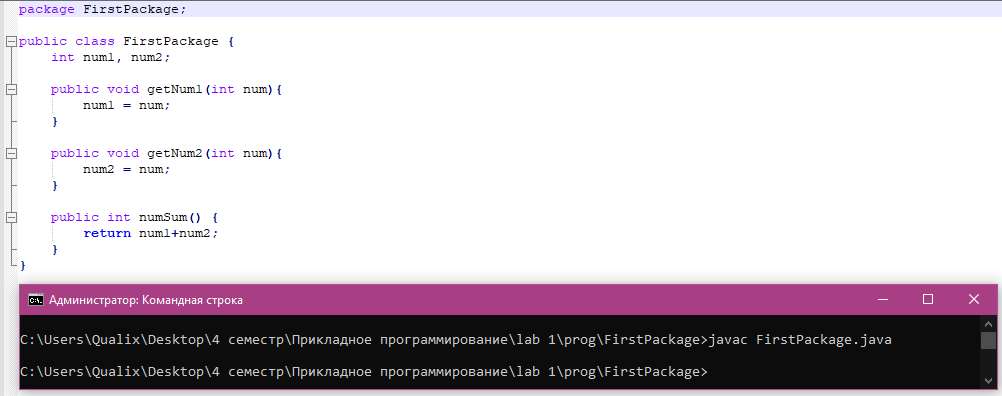 package FirstPackage;
public class FirstPackage {
int num1, num2;
public void getNum1(int num){
num1 = num;
}
public void getNum2(int num){
num2 = num;
}
public int numSum() {
return num1+num2;
}
}
Администратор: Командная строка
C:\Users\Qualix\Desktop\4 семестр\Прикладное программирование\lab 1\prog\FirstPackage>javac FirstPackage.java
C:\Users\Qualix\Desktop\4 семестр\Прикладное программирование\lab 1\prog\FirstPackage>